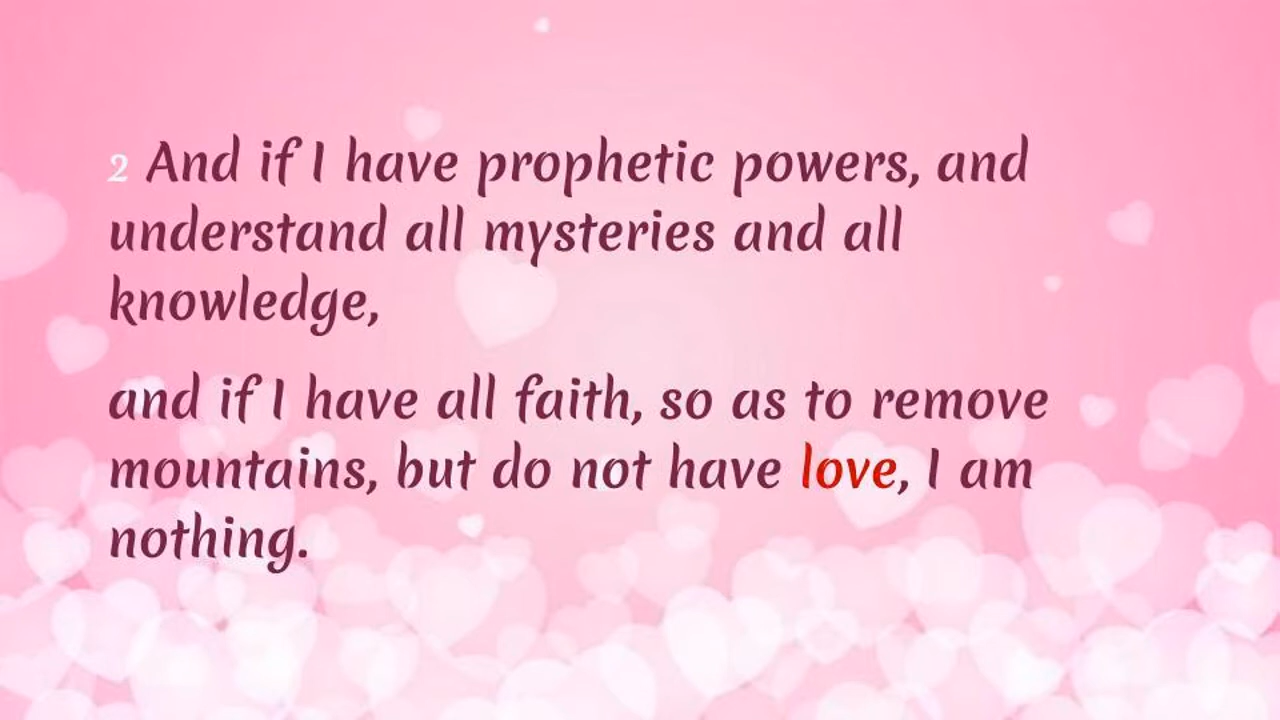 2 And if I have prophetic powers, and
understand all mysteries and all
knowledge,
and if I have all faith, so as to remove
mountains, but do not have love, I am
nothing.